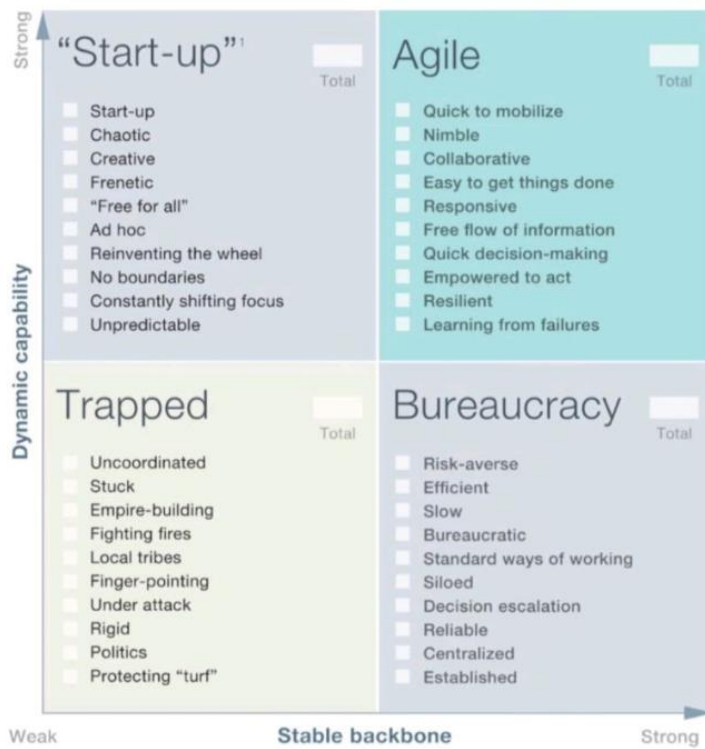 Strong
"Start-up"¹
Total
Start-up
Chaotic
Creative
Frenetic
"Free for all"
Ad hoc
Reinventing the wheel
No boundaries
Constantly shifting focus
Unpredictable
Agile
Total
Quick to mobilize
Nimble
Collaborative
Easy to get things done
Responsive
Free flow of information
Quick decision-making
Empowered to act
Resilient
Learning from failures
Dynamic capability
Trapped
Total
Uncoordinated
Stuck
Empire-building
Fighting fires
Local tribes
Finger-pointing
Under attack
Rigid
Politics
Protecting "turf"
Bureaucracy
Total
Risk-averse
Efficient
Slow
Bureaucratic
Standard ways of working
Siloed
Decision escalation
Reliable
Centralized
Established
Weak
Stable backbone
Strong